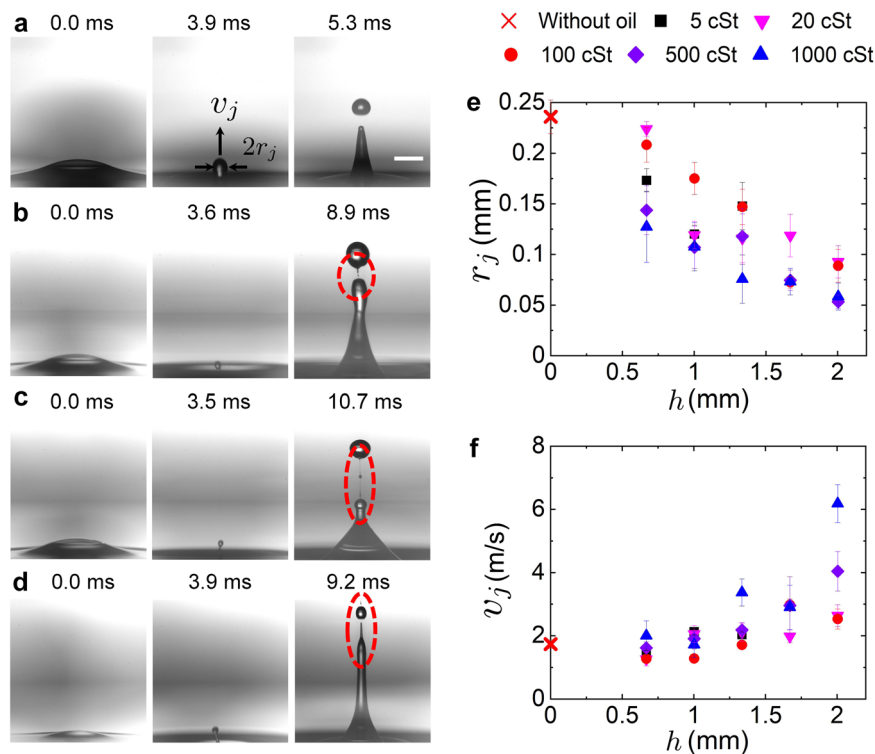 a
0.0 ms 3.9 ms 5.3 ms
v_j
2r_j
b
0.0 ms 3.6 ms 8.9 ms
c
0.0 ms 3.5 ms 10.7 ms
d
0.0 ms 3.9 ms 9.2 ms
Without oil 5 cSt 20 cSt
100 cSt 500 cSt 1000 cSt
e
r_j (mm)
0.25
0.20
0.15
0.10
0.05
0
0 0.5 1 1.5 2
h (mm)
f
v_j (m/s)
8
6
4
2
0
0 0.5 1 1.5 2
h (mm)